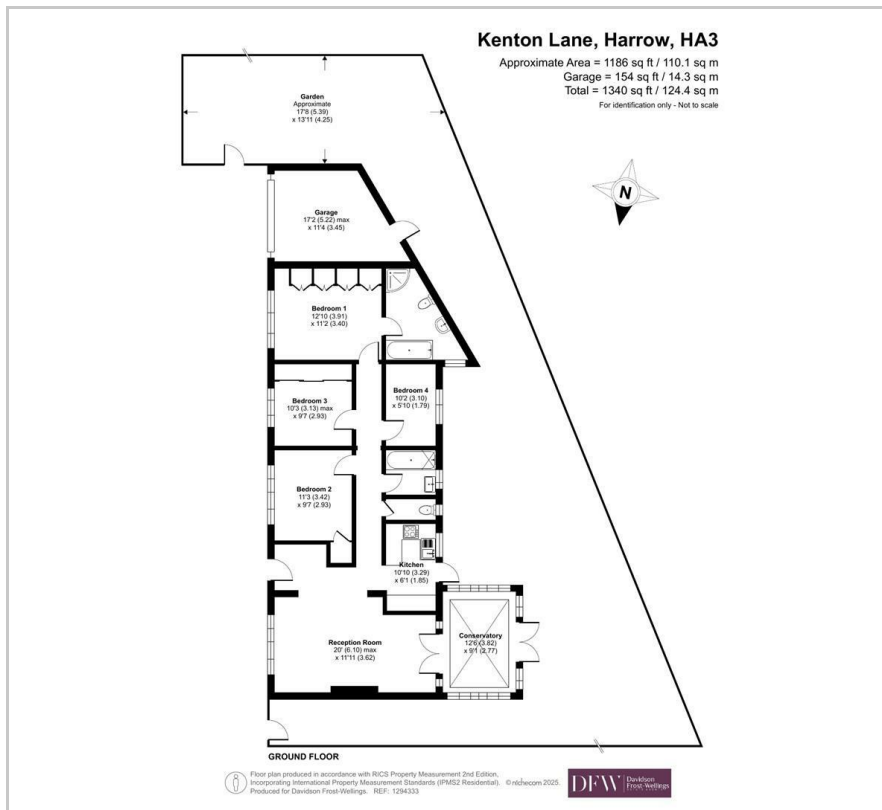 Kenton Lane, Harrow, HA3
Approximate Area = 1186 sq ft / 110.1 sq m
Garage = 154 sq ft / 14.3 sq m
Total = 1340 sq ft / 124.4 sq m
For identification only - Not to scale
Garden
Approximate
17'8 (5.39)
x 13'11 (4.25)
N
Garage
17'2 (5.22) max
x 11'4 (3.45)
Bedroom 1
12'10 (3.91)
x 11'2 (3.40)
Bedroom 3
10'3 (3.13) max
x 9'7 (2.93)
Bedroom 4
10'2 (3.10)
x 5'10 (1.79)
Bedroom 2
11'3 (3.42)
x 9'7 (2.93)
Kitchen
10'10 (3.29)
x 6'1 (1.85)
Reception Room
20' (6.10) max
x 11'11 (3.62)
Conservatory
12'6 (3.82)
x 9'1 (2.77)
GROUND FLOOR
Floor plan produced in accordance with RICS Property Measurement 2nd Edition,
Incorporating International Property Measurement Standards (IPMS2 Residential). © nichecom 2025.
Produced for Davidson Frost-Wellings. REF: 1294333
DFW
Davidson
Frost-Wellings